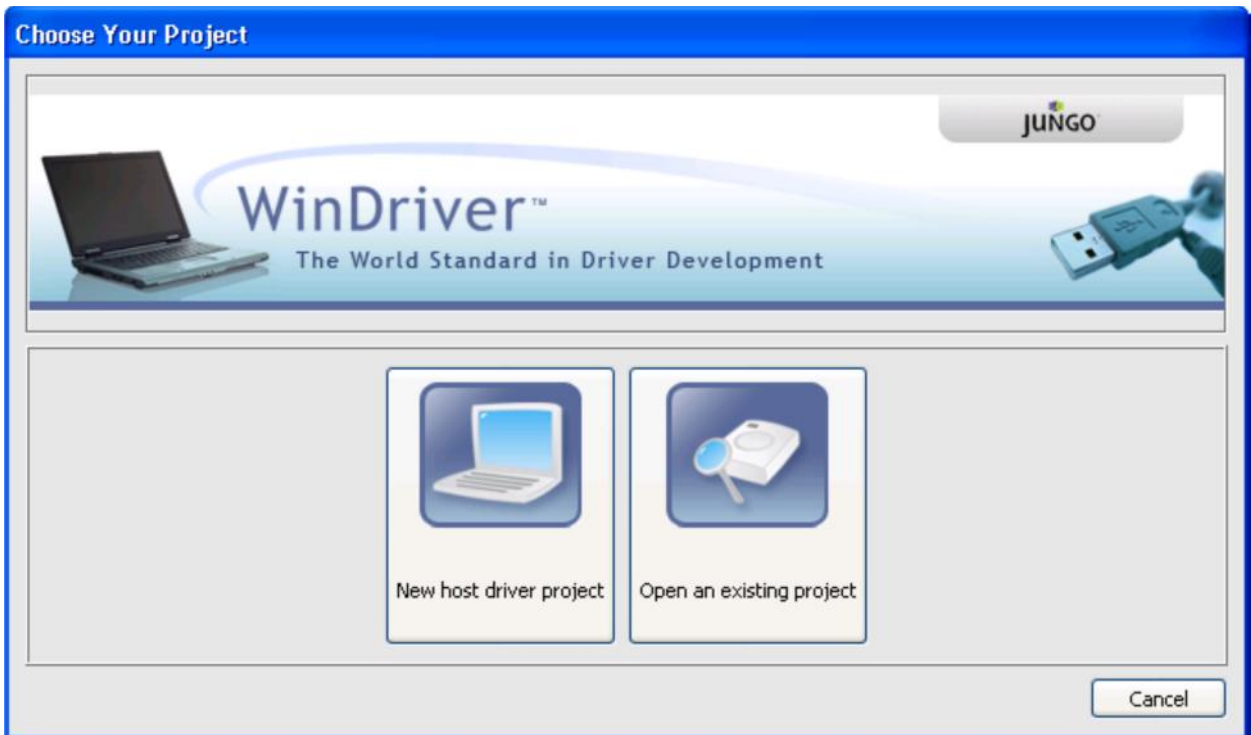 Choose Your Project
JUNGO
WinDriver™
The World Standard in Driver Development
New host driver project
Open an existing project
Cancel